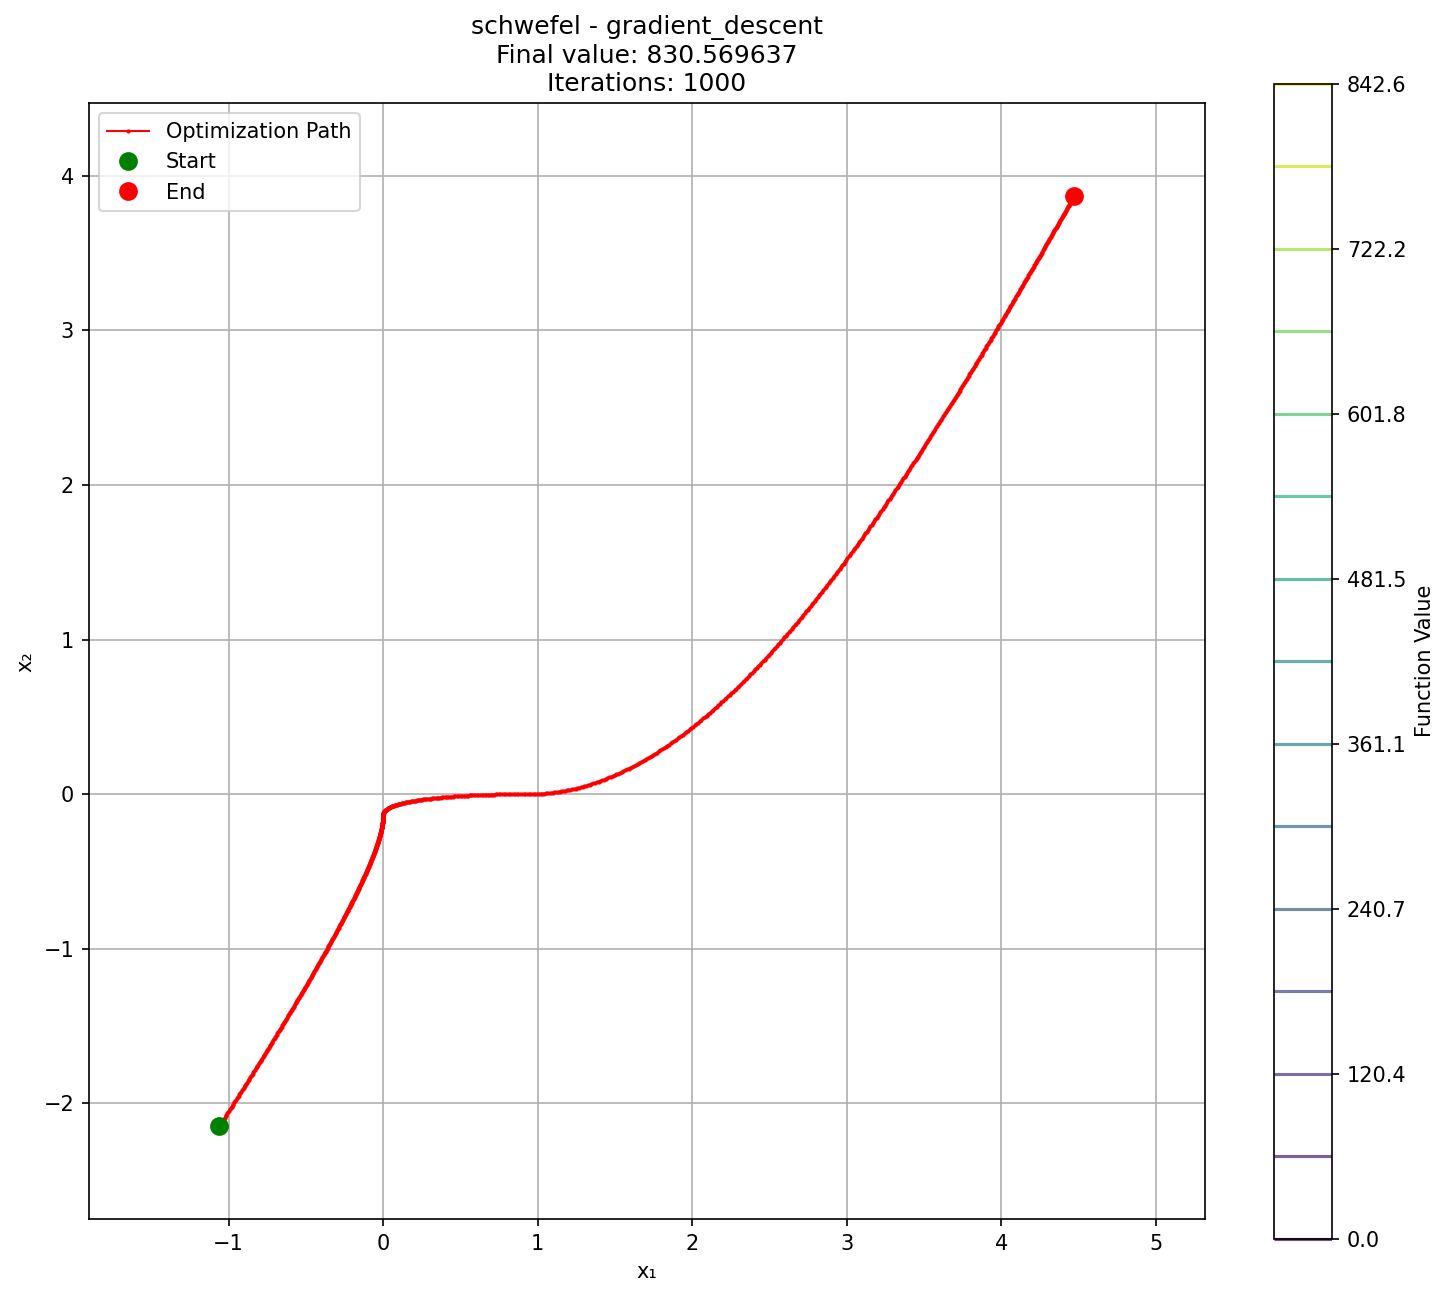 schwefel - gradient_descent
Final value: 830.569637
Iterations: 1000
Optimization Path
Start
End
4
3
2
1
0
−1
−2
x₂
−1
0
1
2
3
4
5
x₁
842.6
722.2
601.8
481.5
361.1
240.7
120.4
0.0
Function Value